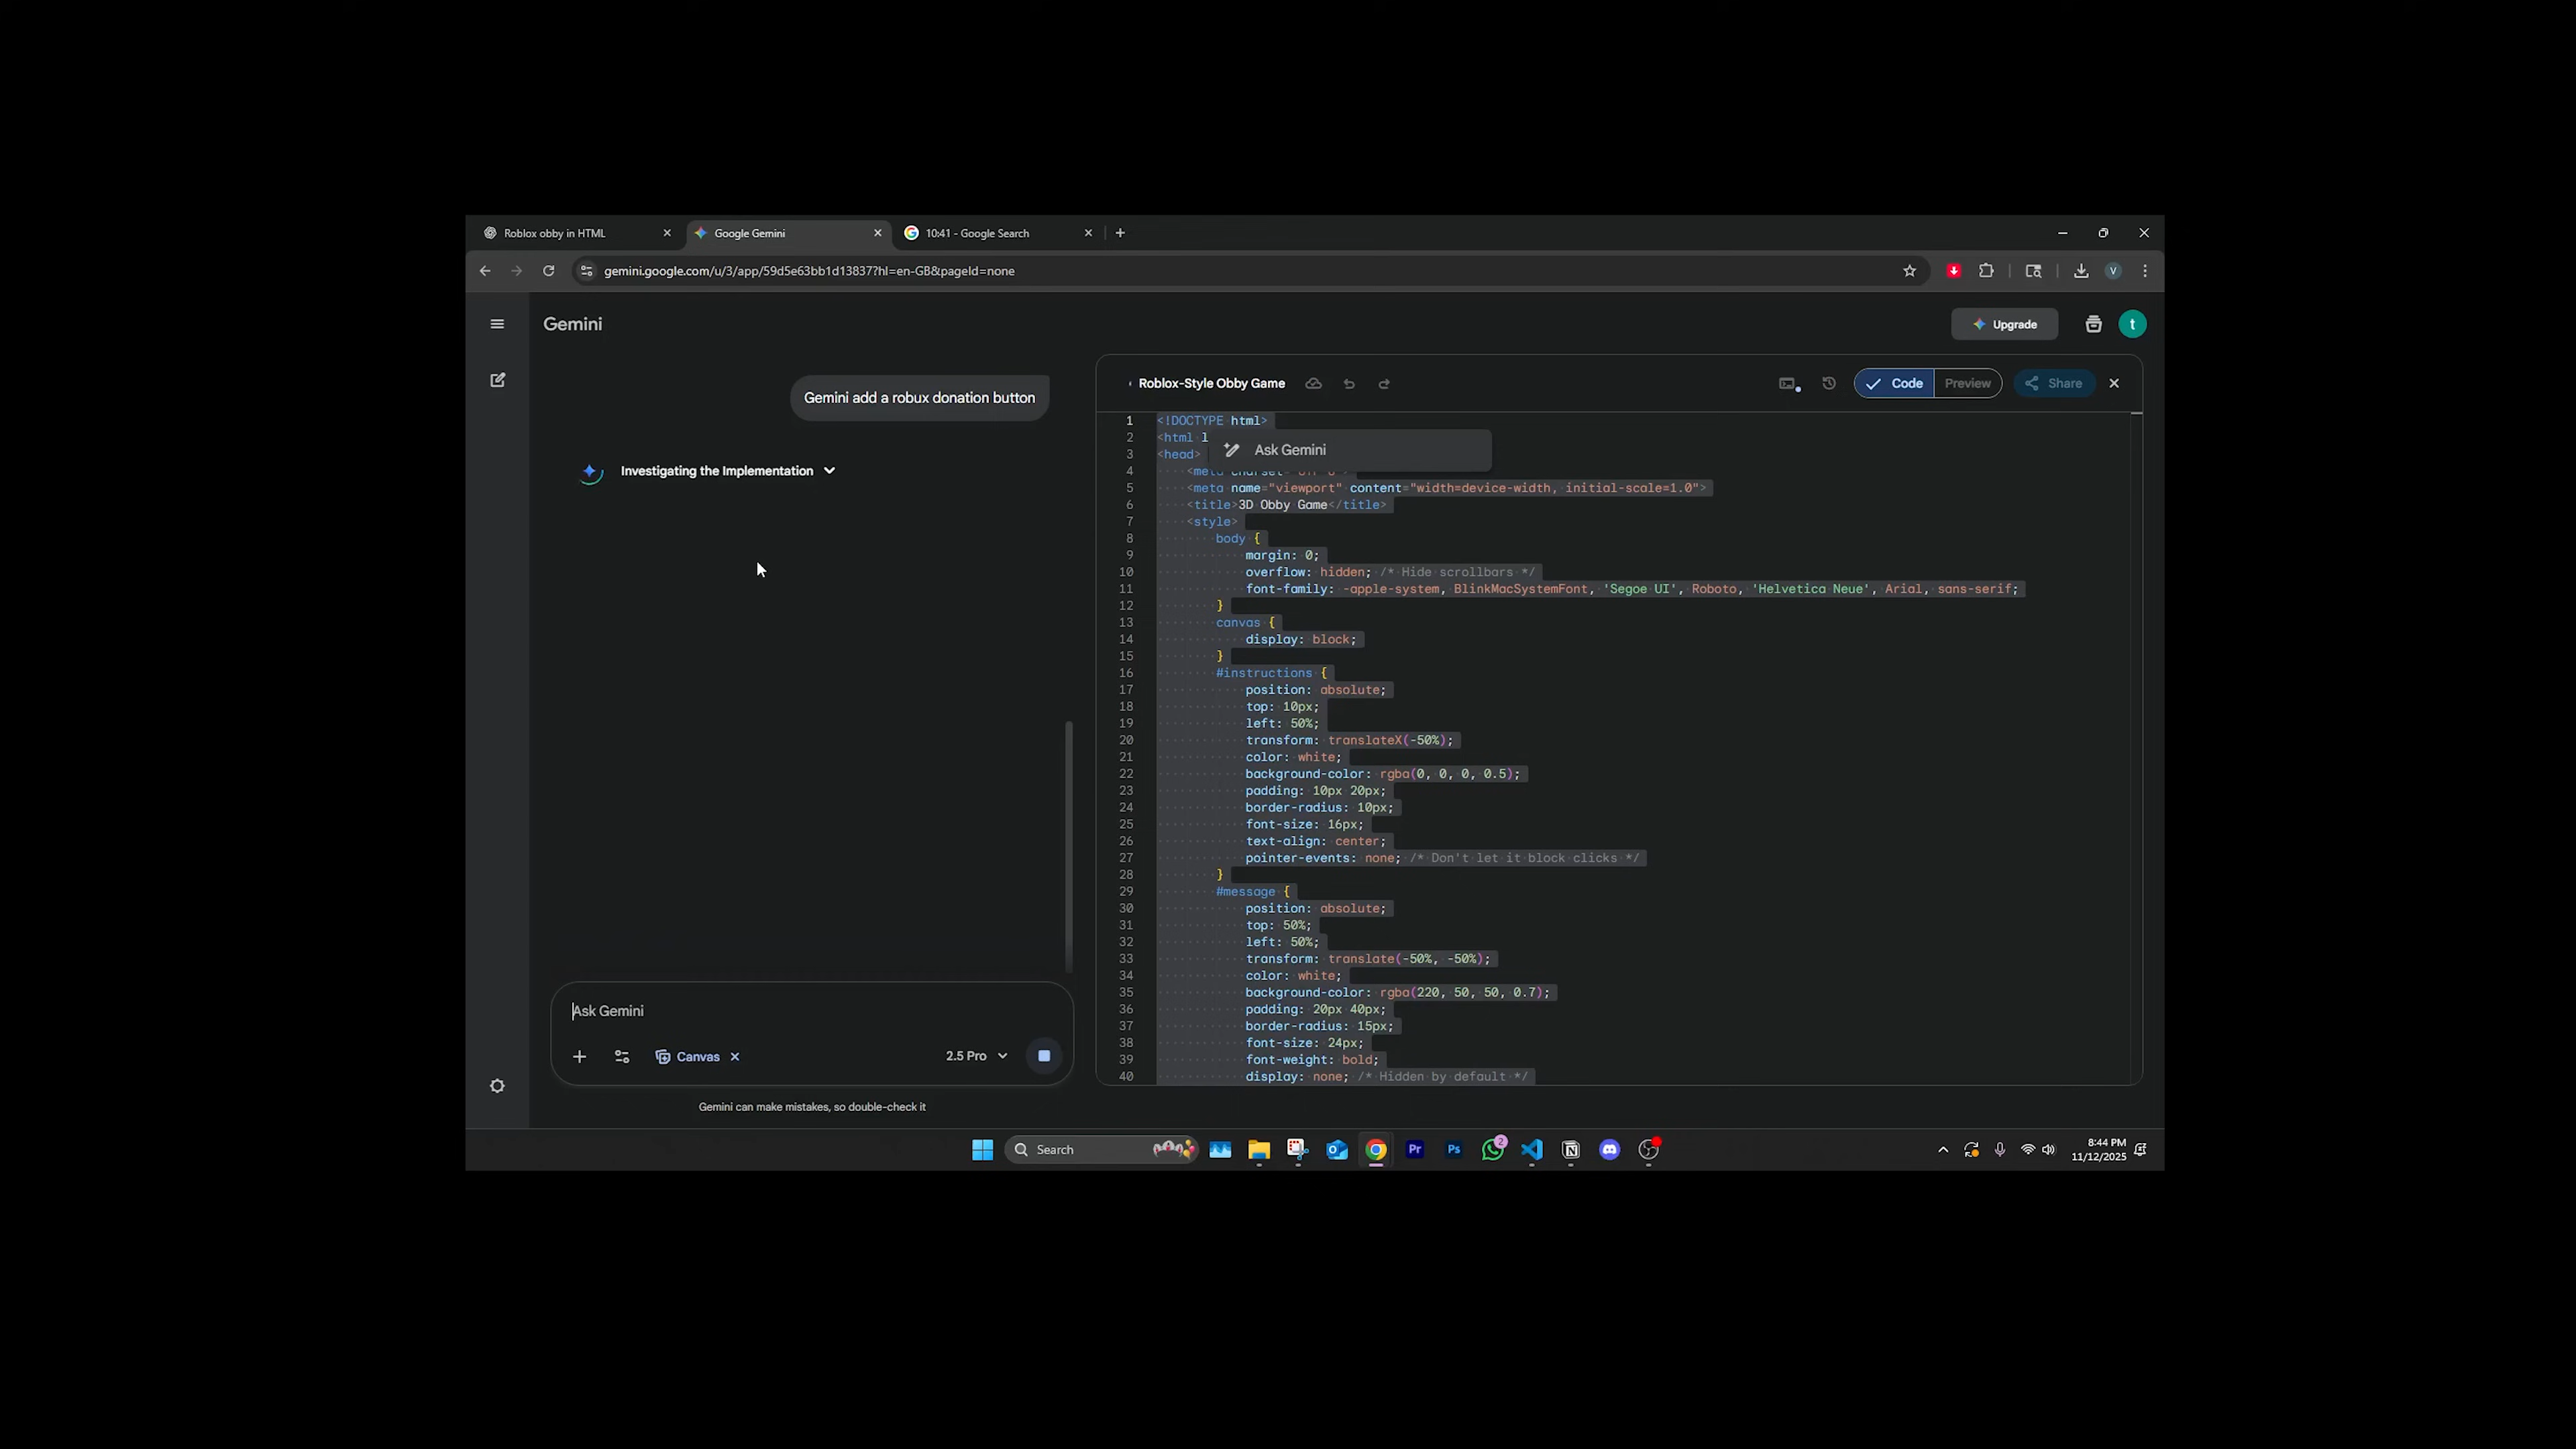 Roblox obby in HTML
Google Gemini
10:41 - Google Search
gemini.google.com/u/3/app/59d5e63bb1d13837?hl=en-GB&pageId=none
V
Gemini
Upgrade
t
Gemini add a robux donation button
Investigating the Implementation
Roblox-Style Obby Game
Code
Preview
Share
1 <!DOCTYPE html>
2 <html l
Ask Gemini
3 <head>
4 <meta charset=
5 <meta name="viewport" content="width=device-width, initial-scale=1.0">
6 <title>3D Obby Game</title>
7 <style>
8 body {
9 margin: 0;
10 overflow: hidden; /* Hide scrollbars */
11 font-family: -apple-system, BlinkMacSystemFont, 'Segoe UI', Roboto, 'Helvetica Neue', Arial, sans-serif;
12 }
13 canvas {
14 display: block;
15 }
16 #instructions {
17 position: absolute;
18 top: 10px;
19 left: 50%;
20 transform: translateX(-50%);
21 color: white;
22 background-color: rgba(0, 0, 0, 0.5);
23 padding: 10px 20px;
24 border-radius: 10px;
25 font-size: 16px;
26 text-align: center;
27 pointer-events: none; /* Don't let it block clicks */
28 }
29 #message {
30 position: absolute;
31 top: 50%;
32 left: 50%;
33 transform: translate(-50%, -50%);
34 color: white;
35 background-color: rgba(220, 50, 50, 0.7);
36 padding: 20px 40px;
37 border-radius: 15px;
38 font-size: 24px;
39 font-weight: bold;
40 display: none; /* Hidden by default */
Ask Gemini
Canvas
2.5 Pro
Gemini can make mistakes, so double-check it
Search
Pr
Ps
2
8:44 PM
11/12/2025